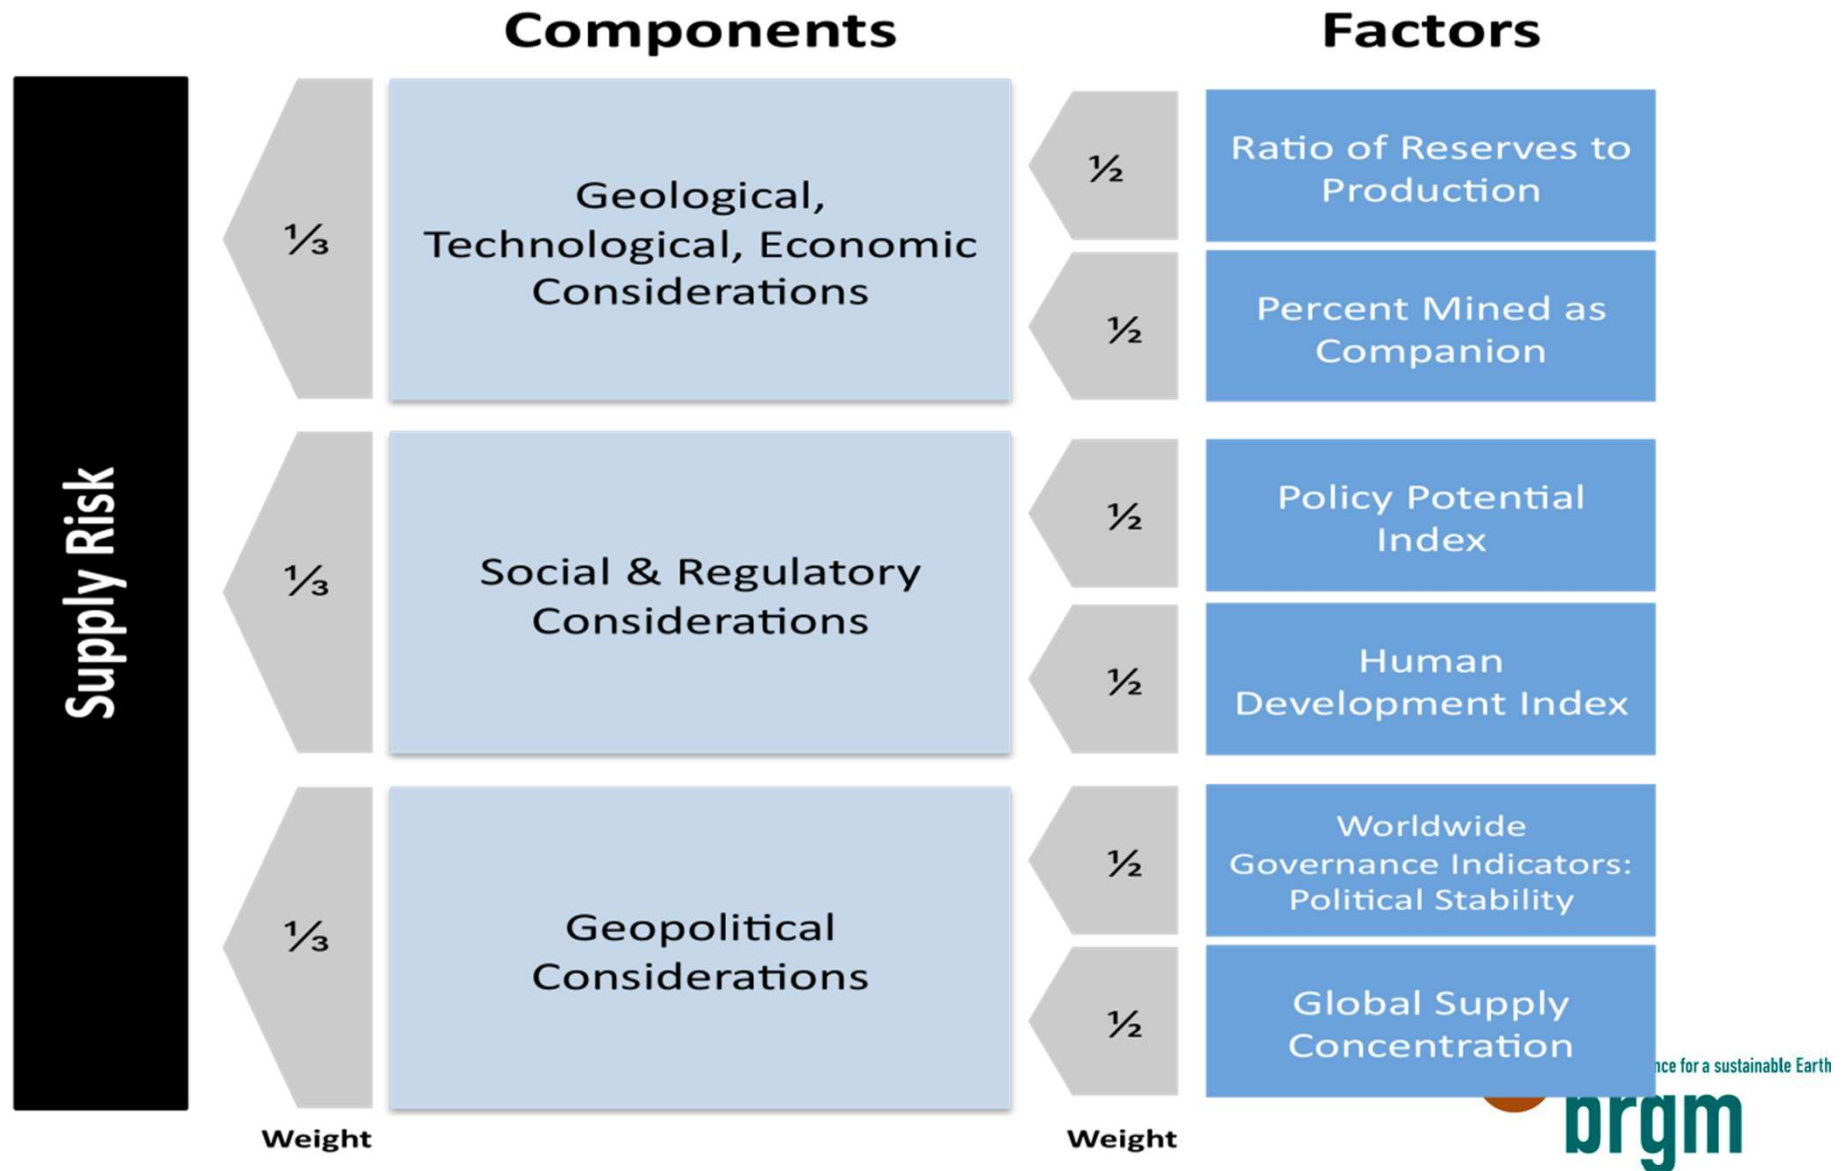 Components
Factors
Supply Risk
⅓
Geological,
Technological, Economic
Considerations
½
Ratio of Reserves to
Production
½
Percent Mined as
Companion
⅓
Social & Regulatory
Considerations
½
Policy Potential
Index
½
Human
Development Index
⅓
Geopolitical
Considerations
½
Worldwide
Governance Indicators:
Political Stability
½
Global Supply
Concentration
for a sustainable Earth
brgm
Weight
Weight